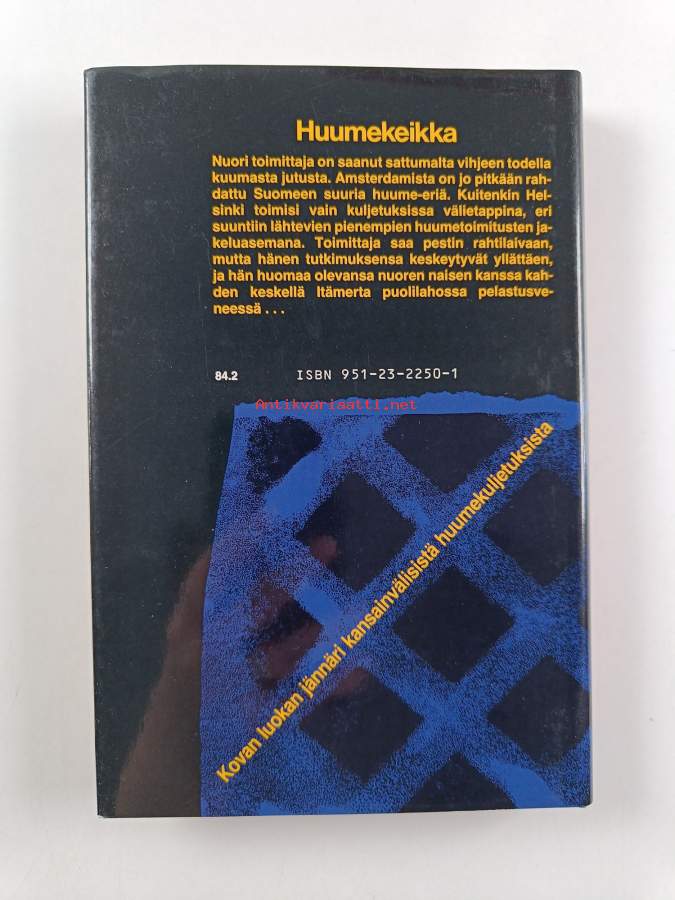 Huumekeikka
Nuori toimittaja on saanut sattumalta vihjeen todella
kuumasta jutusta. Amsterdamista on jo pitkään rah-
dattu Suomeen suuria huume-eriä. Kuitenkin Hel-
sinki toimisi vain kuljetuksissa välietappina, eri
suuntiin lähtevien pienempien huumetoimitusten ja-
keluasemana. Toimittaja saa pestin rahtilaivaan,
mutta hänen tutkimuksensa keskeytyvät yllättäen,
ja hän huomaa olevansa nuoren naisen kanssa kah-
den keskellä Itämerta puolilahossa pelastusve-
neessä . . .
84.2 ISBN 951-23-2250-1
Antikvariaatti.net
Kovan luokan jännäri kansainvälisistä huumekuljetuksista